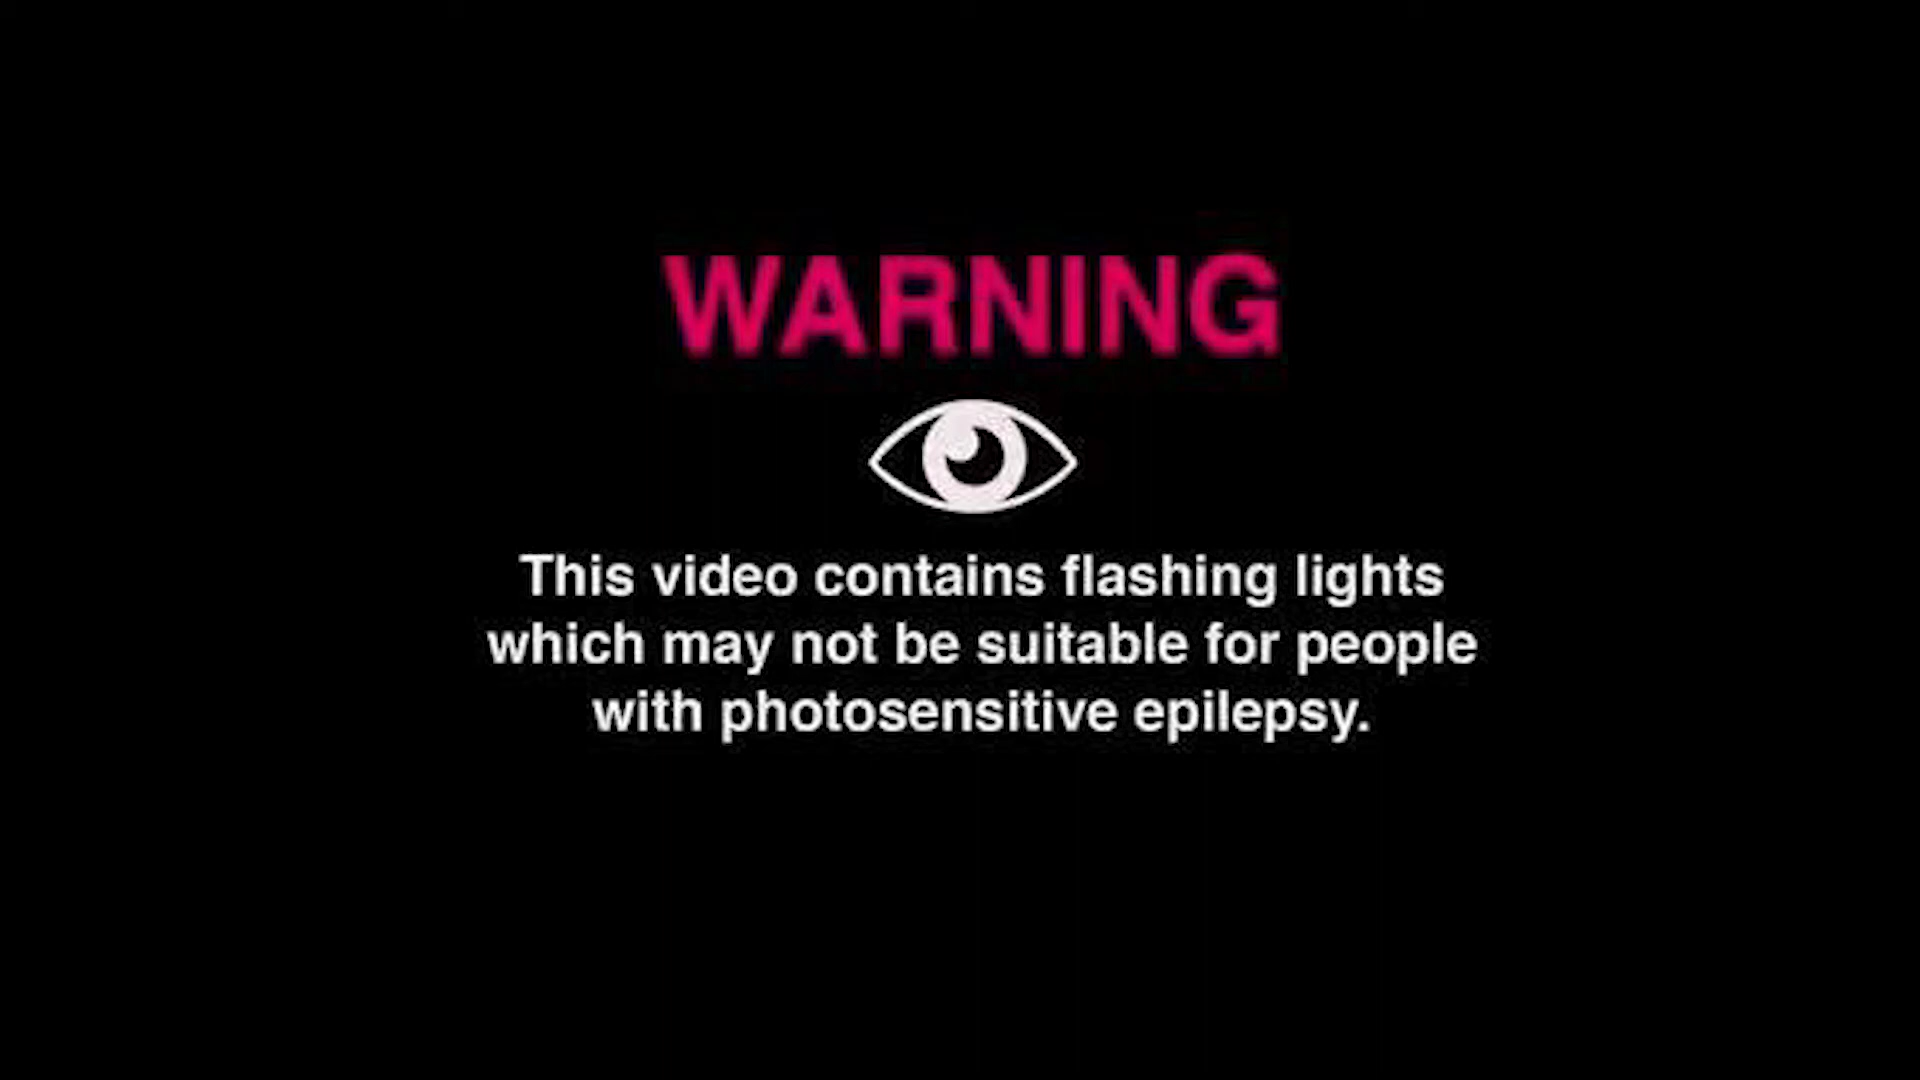 WARNING
This video contains flashing lights
which may not be suitable for people
with photosensitive epilepsy.